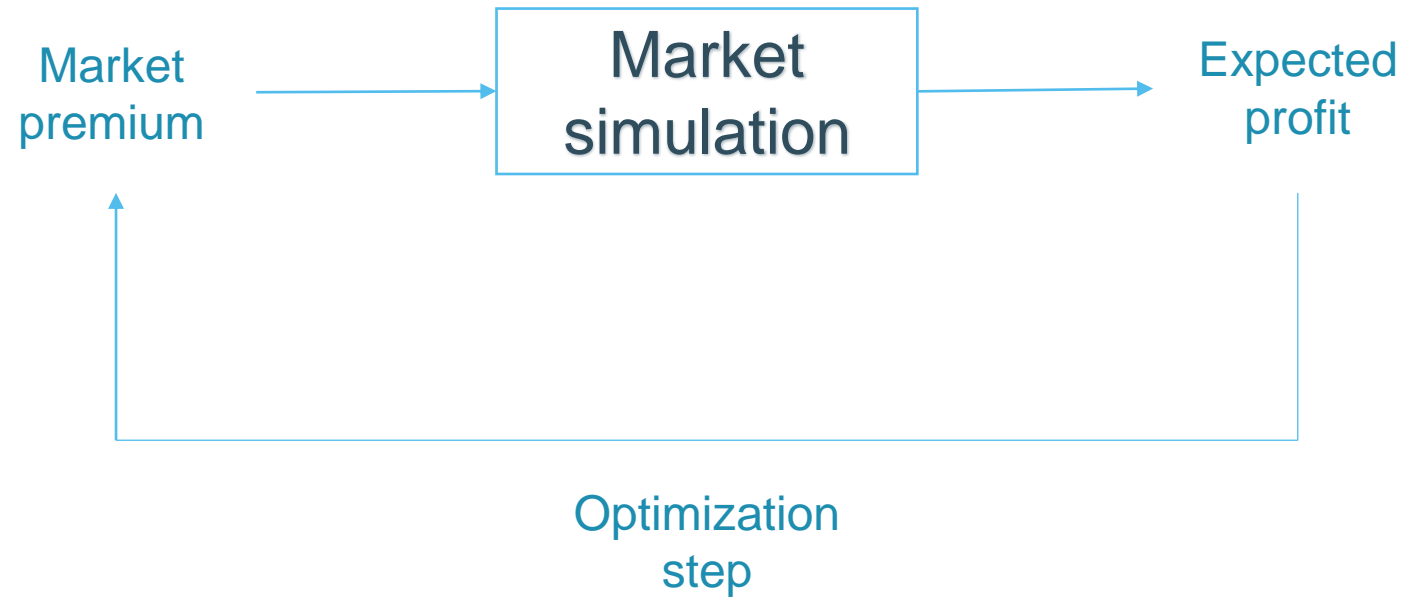 Market
premium
Market
simulation
Expected
profit
Optimization
step